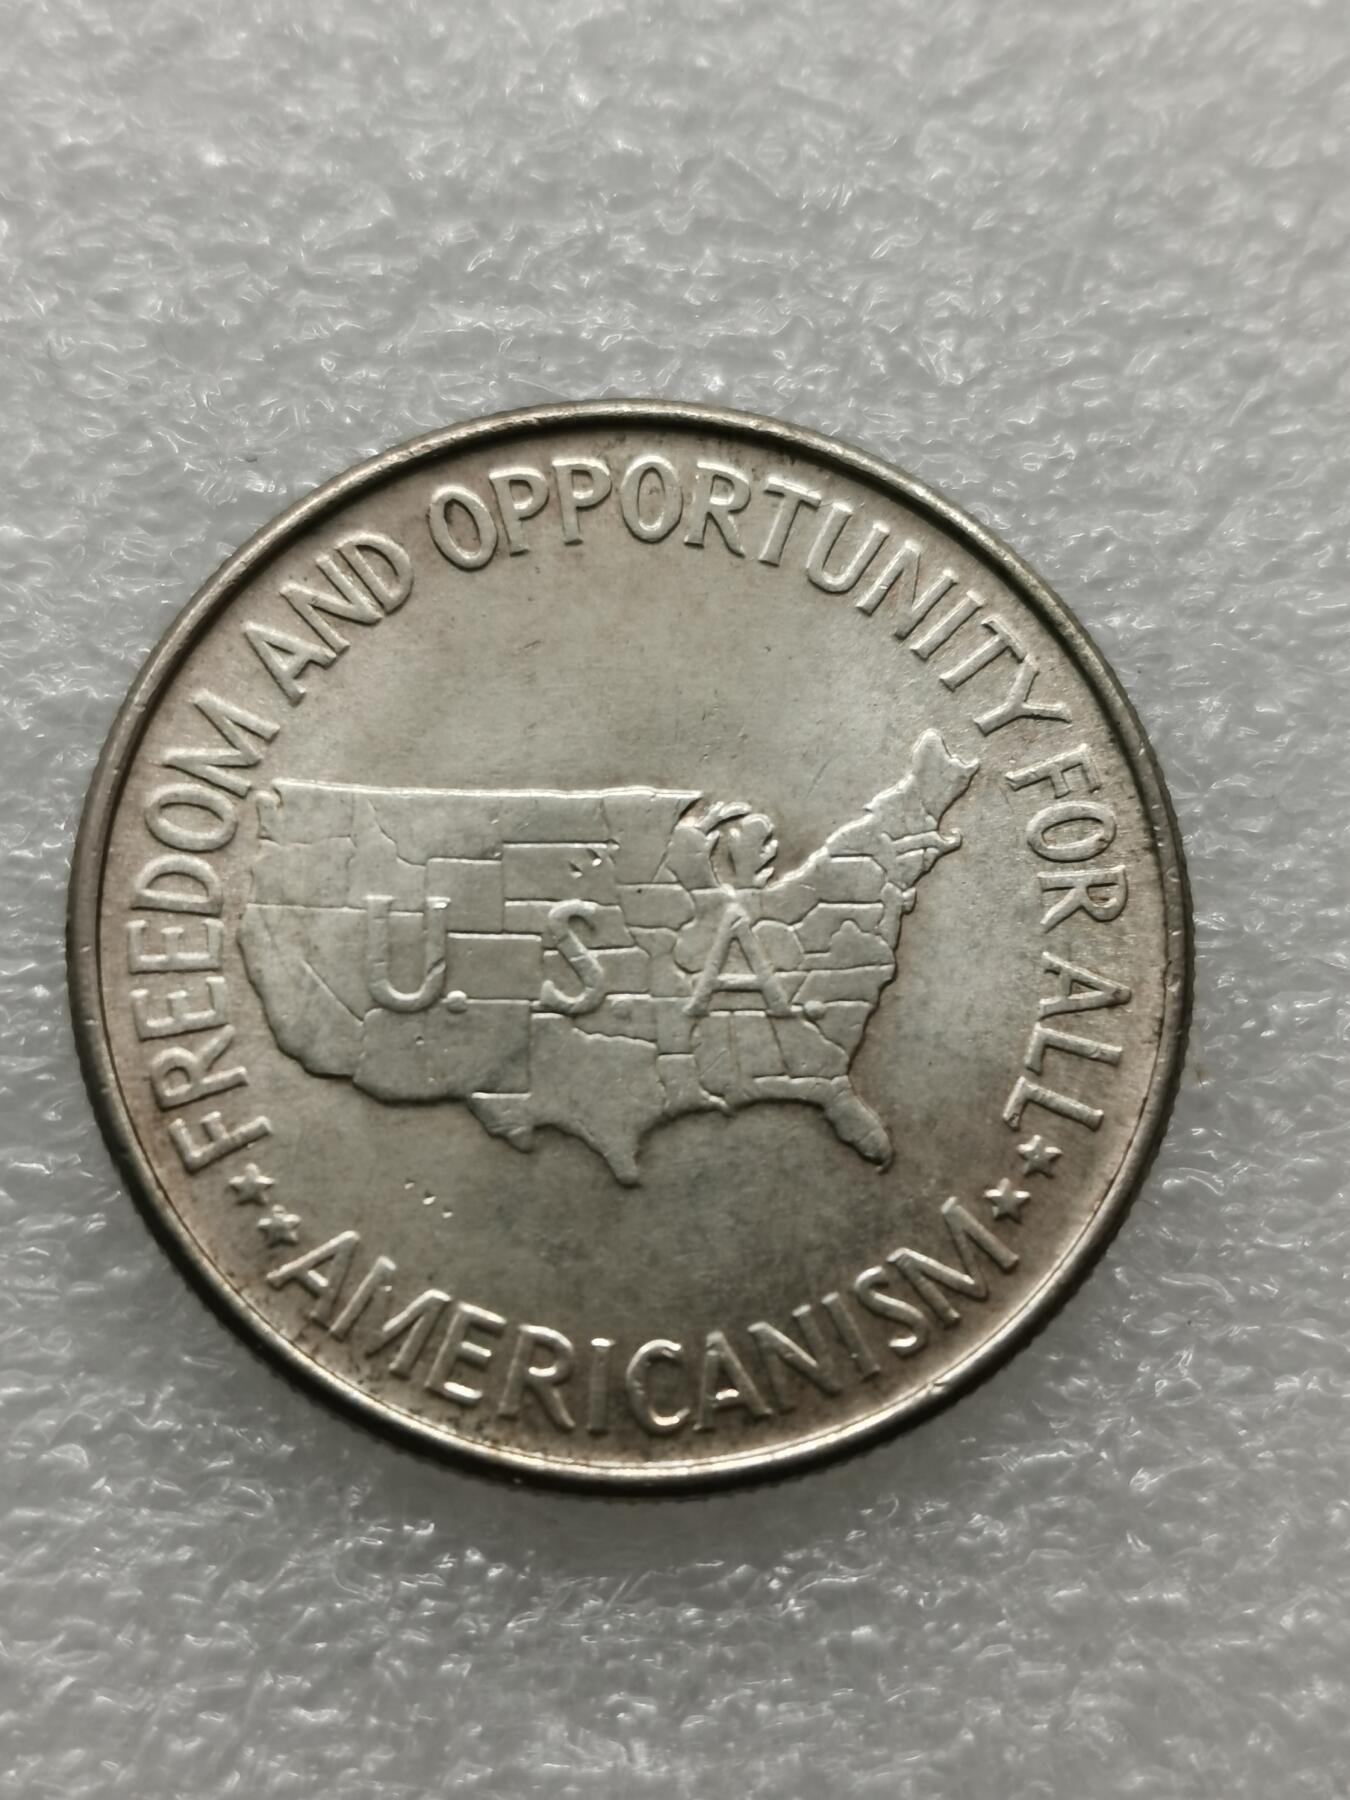 FREEDOM AND OPPORTUNITY FOR ALL
U.S.A.
AMERICANISM